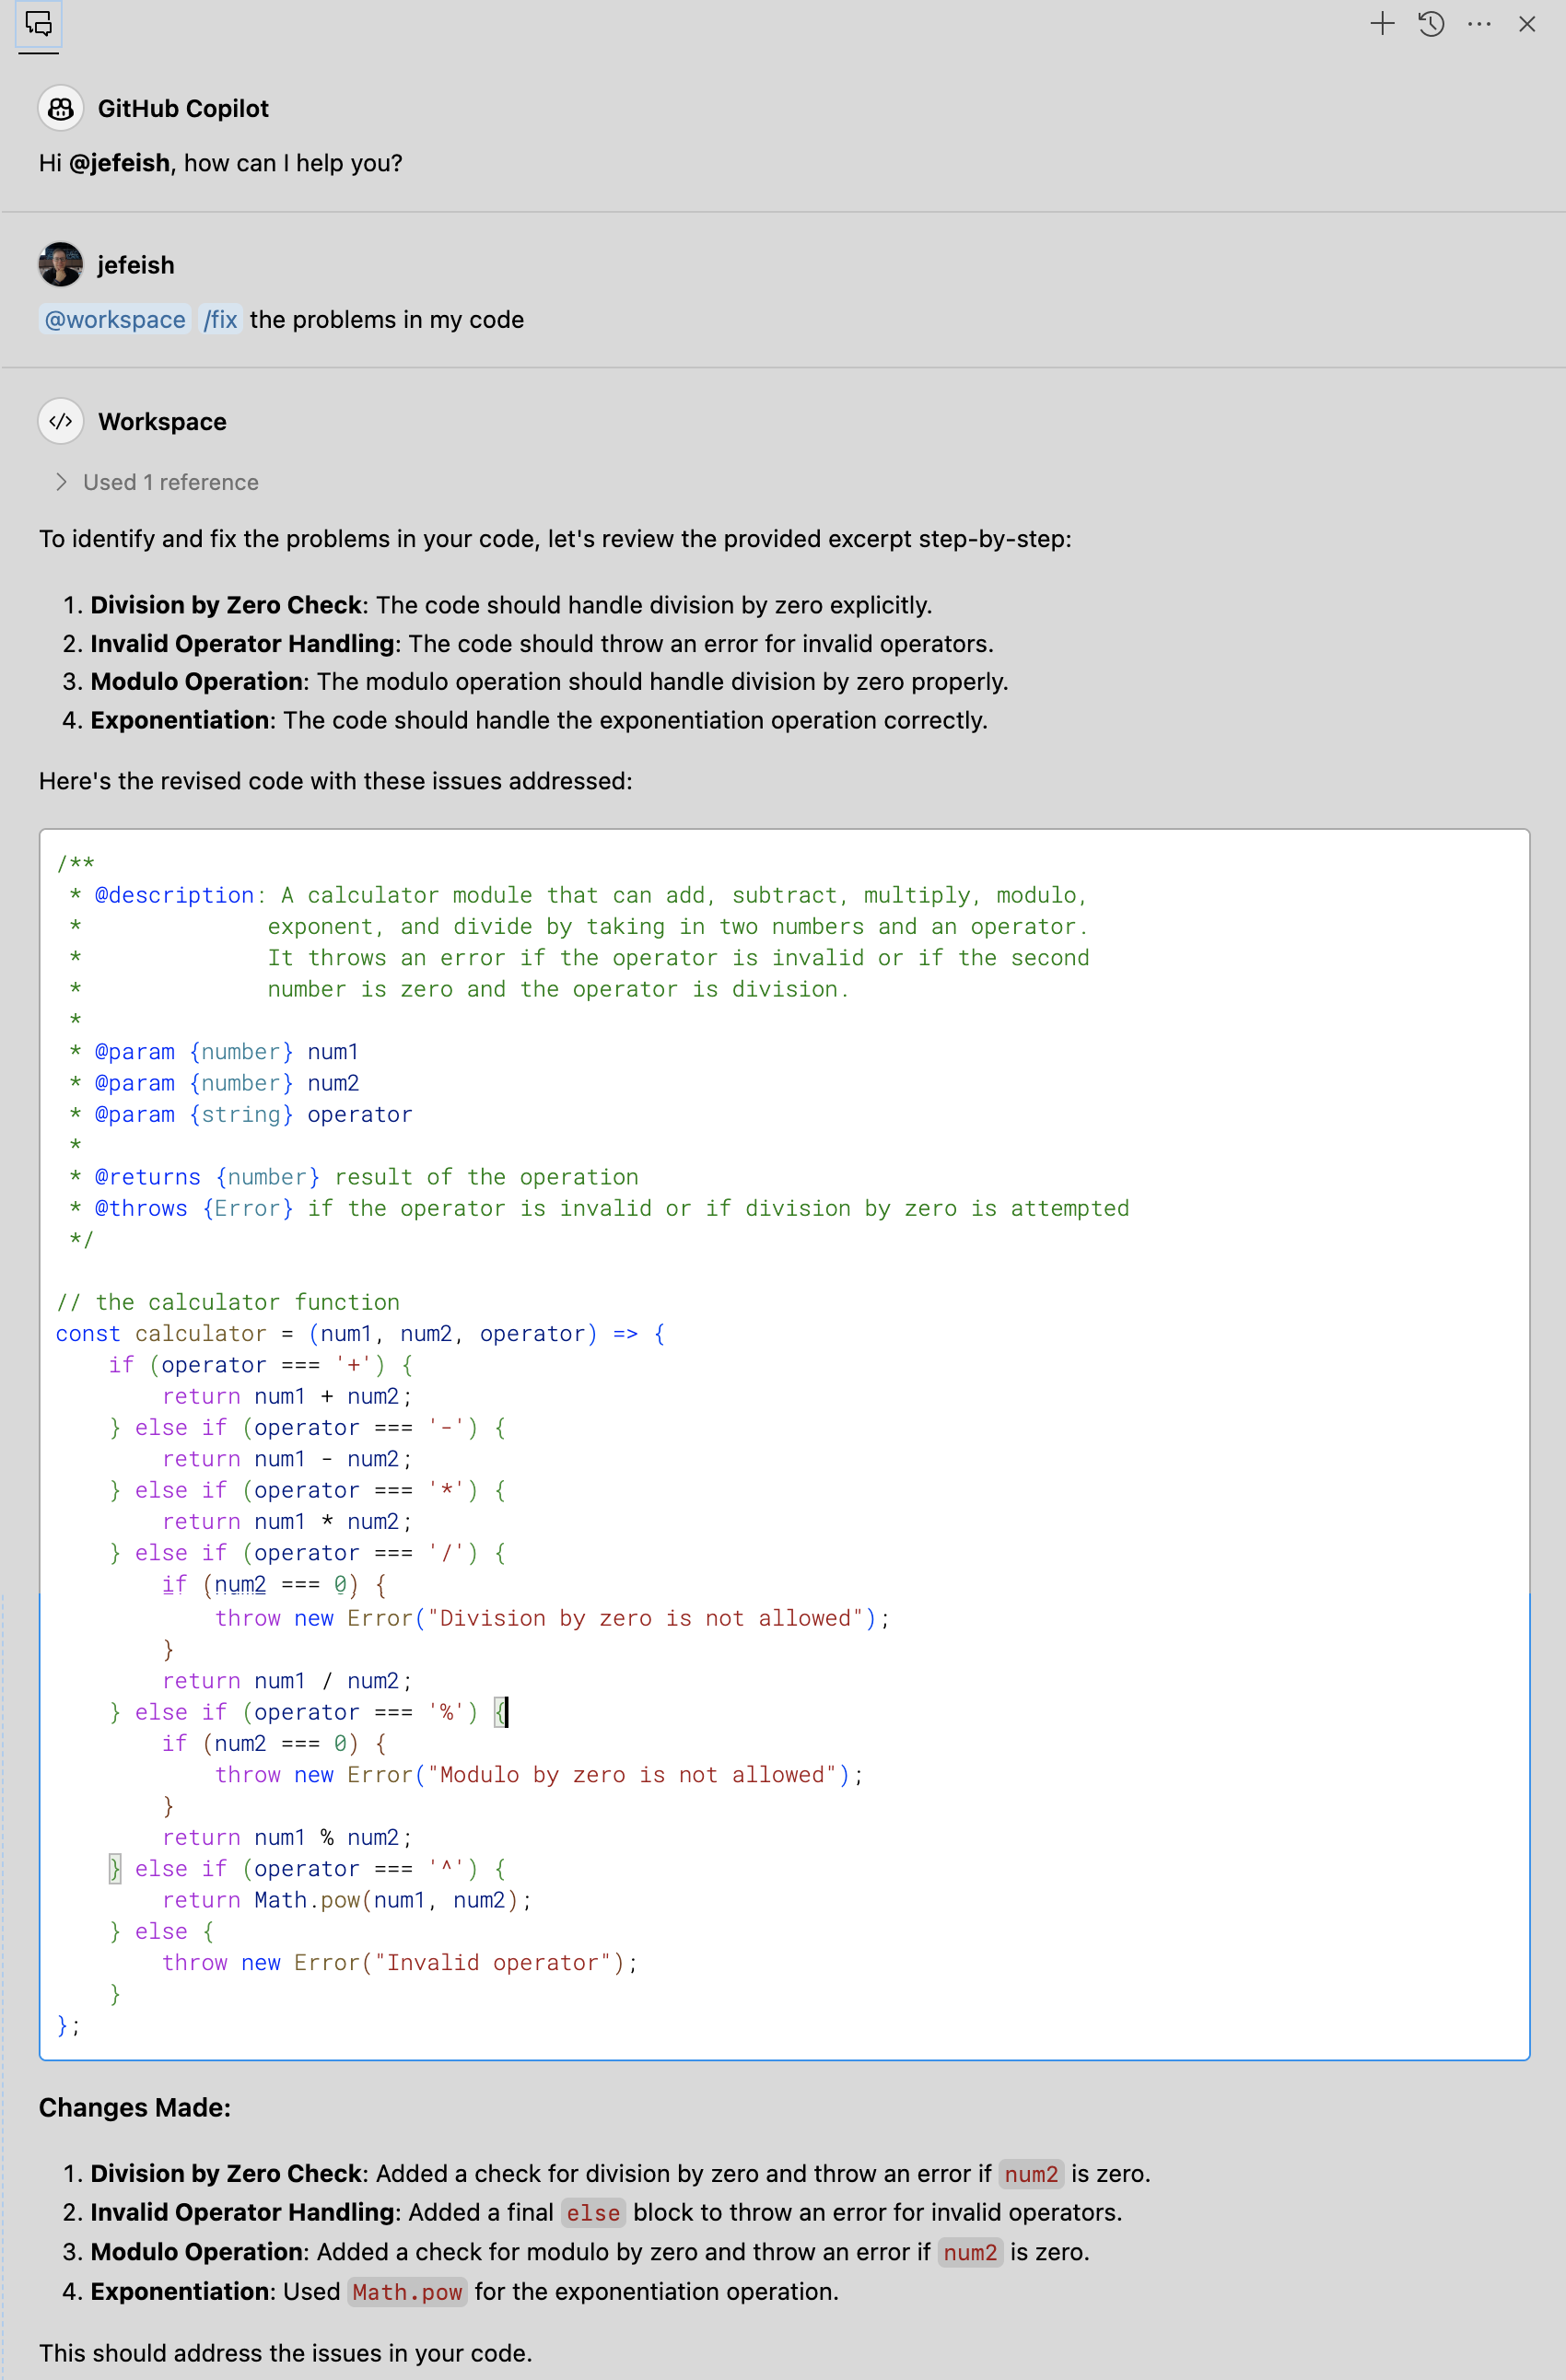 GitHub Copilot
Hi @jefeish, how can I help you?
jefeish
@workspace /fix the problems in my code
Workspace
Used 1 reference
To identify and fix the problems in your code, let's review the provided excerpt step-by-step:
1. Division by Zero Check: The code should handle division by zero explicitly.
2. Invalid Operator Handling: The code should throw an error for invalid operators.
3. Modulo Operation: The modulo operation should handle division by zero properly.
4. Exponentiation: The code should handle the exponentiation operation correctly.
Here's the revised code with these issues addressed:
/**
 * @description: A calculator module that can add, subtract, multiply, modulo,
 *              exponent, and divide by taking in two numbers and an operator.
 *              It throws an error if the operator is invalid or if the second
 *              number is zero and the operator is division.
 *
 * @param {number} num1
 * @param {number} num2
 * @param {string} operator
 *
 * @returns {number} result of the operation
 * @throws {Error} if the operator is invalid or if division by zero is attempted
 */
// the calculator function
const calculator = (num1, num2, operator) => {
    if (operator === '+') {
        return num1 + num2;
    } else if (operator === '-') {
        return num1 - num2;
    } else if (operator === '*') {
        return num1 * num2;
    } else if (operator === '/') {
        if (num2 === 0) {
            throw new Error("Division by zero is not allowed");
        }
        return num1 / num2;
    } else if (operator === '%') {
        if (num2 === 0) {
            throw new Error("Modulo by zero is not allowed");
        }
        return num1 % num2;
    } else if (operator === '^') {
        return Math.pow(num1, num2);
    } else {
        throw new Error("Invalid operator");
    }
};
Changes Made:
1. Division by Zero Check: Added a check for division by zero and throw an error if num2 is zero.
2. Invalid Operator Handling: Added a final else block to throw an error for invalid operators.
3. Modulo Operation: Added a check for modulo by zero and throw an error if num2 is zero.
4. Exponentiation: Used Math.pow for the exponentiation operation.
This should address the issues in your code.